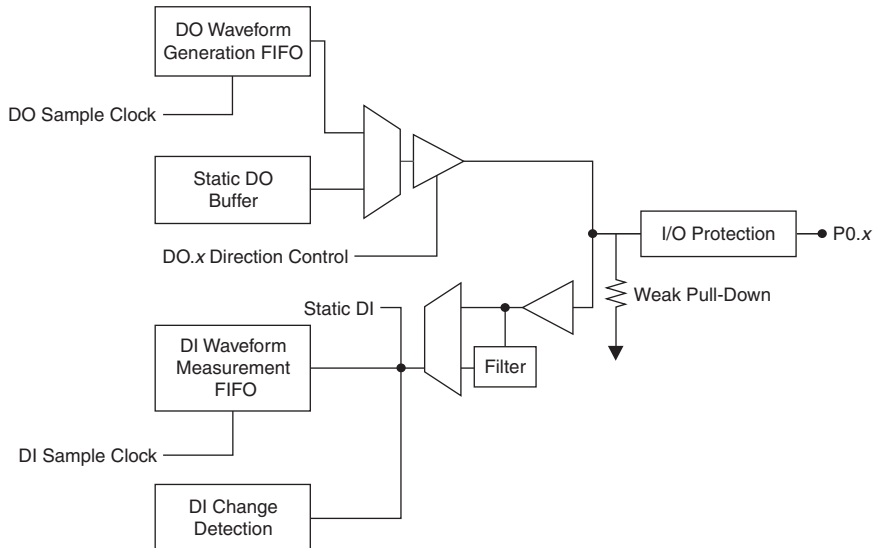 DO Waveform
Generation FIFO
DO Sample Clock
Static DO
Buffer
DO.x Direction Control
I/O Protection
P0.x
Weak Pull-Down
Static DI
DI Waveform
Measurement
FIFO
Filter
DI Sample Clock
DI Change
Detection